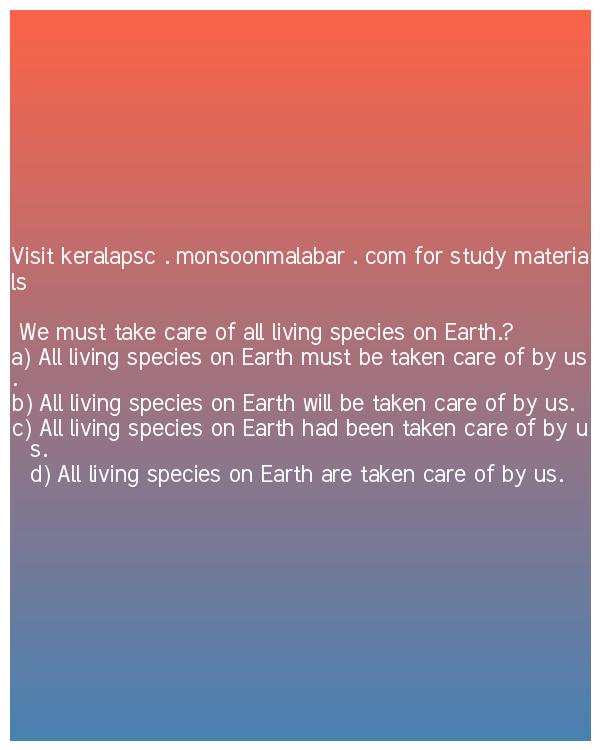 Visit keralapsc . monsoonmalabar . com for study materia
ls
We must take care of all living species on Earth.?
a) All living species on Earth must be taken care of by us
.
b) All living species on Earth will be taken care of by us.
c) All living species on Earth had been taken care of by u
s.
d) All living species on Earth are taken care of by us.